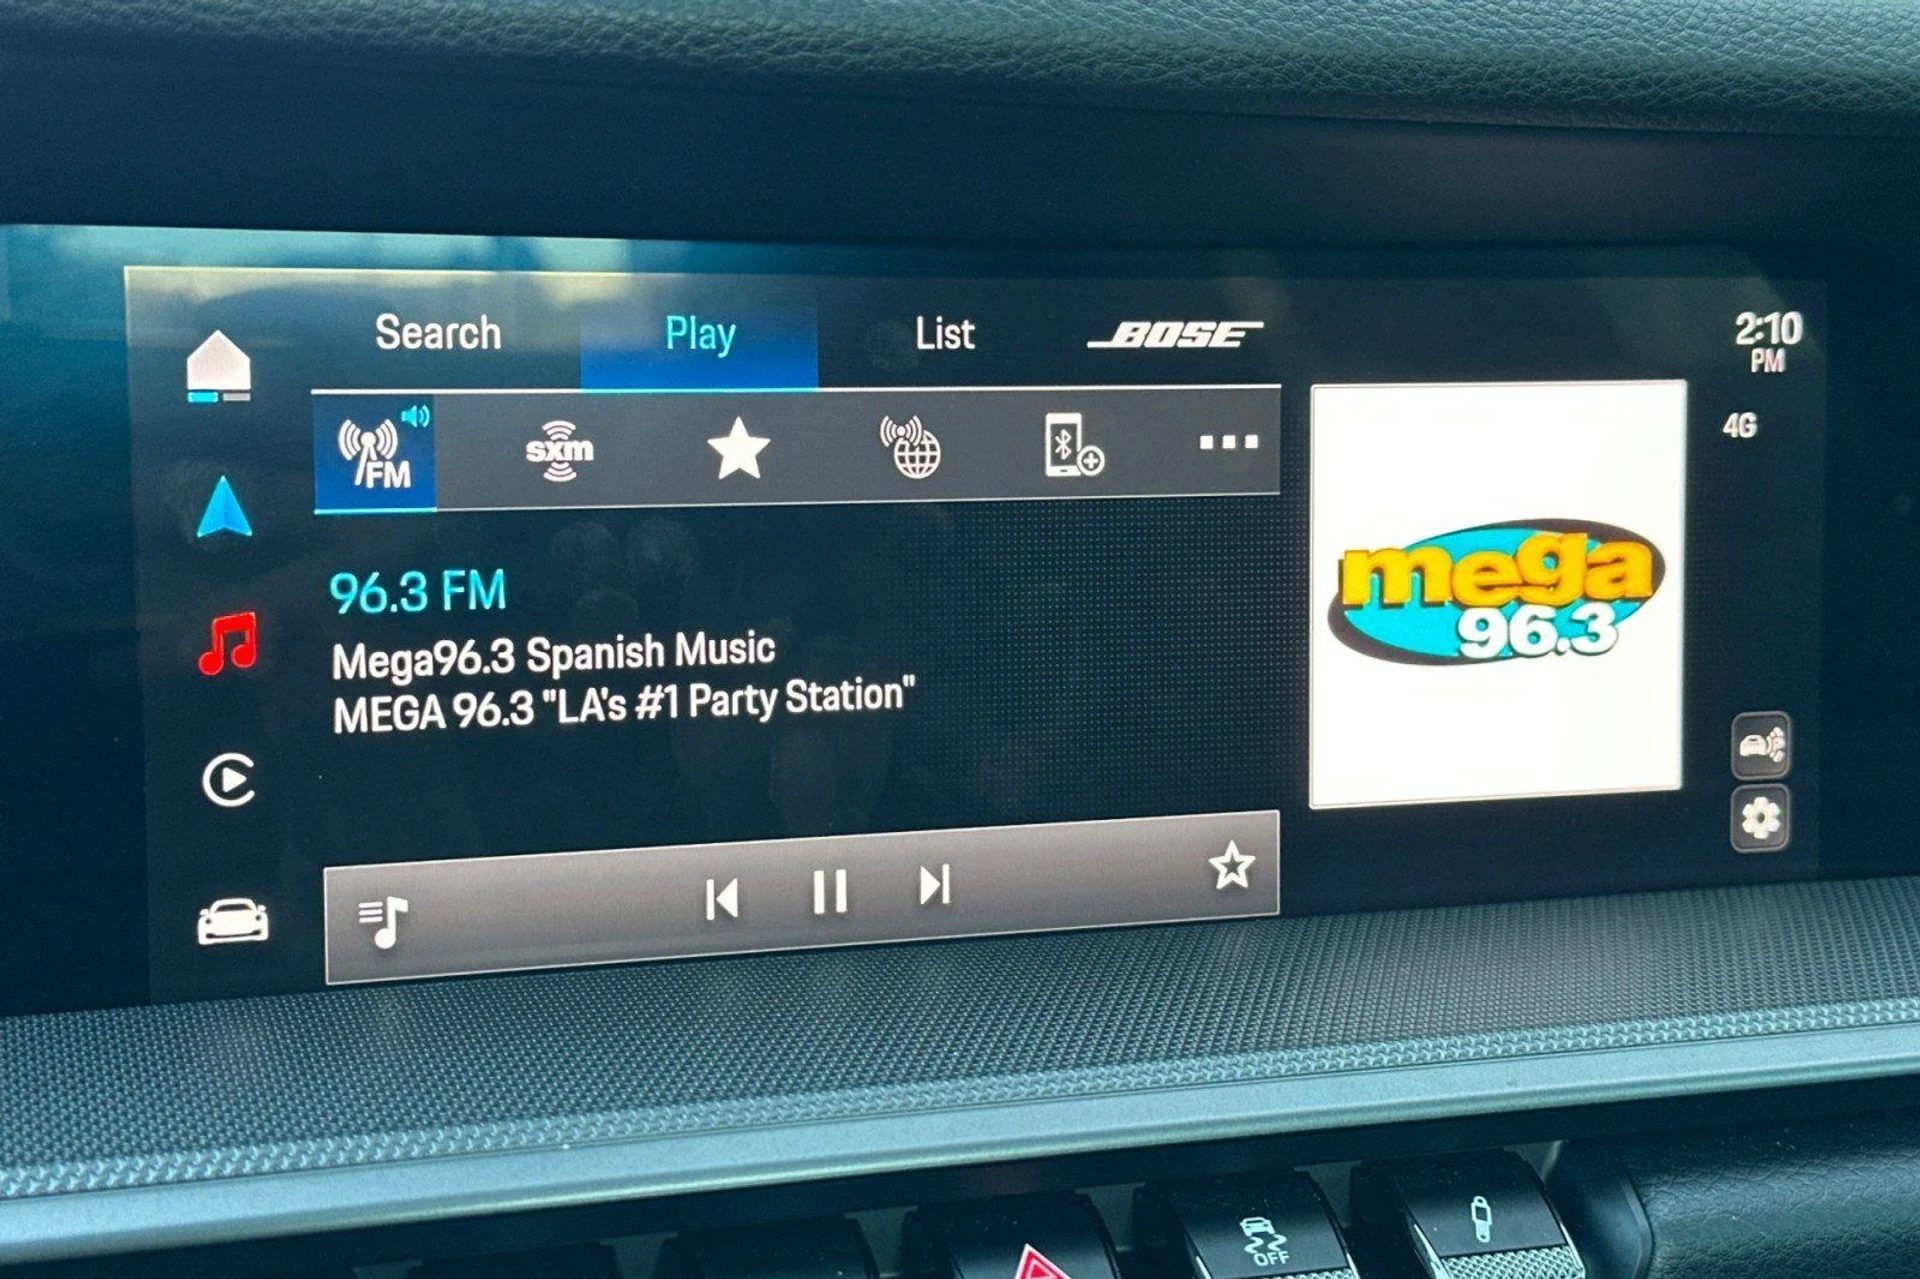 Search Play List BOSE
2:10
PM
4G
FM
sxm
96.3 FM
Mega96.3 Spanish Music
MEGA 96.3 "LA's #1 Party Station"
mega
96.3
OFF